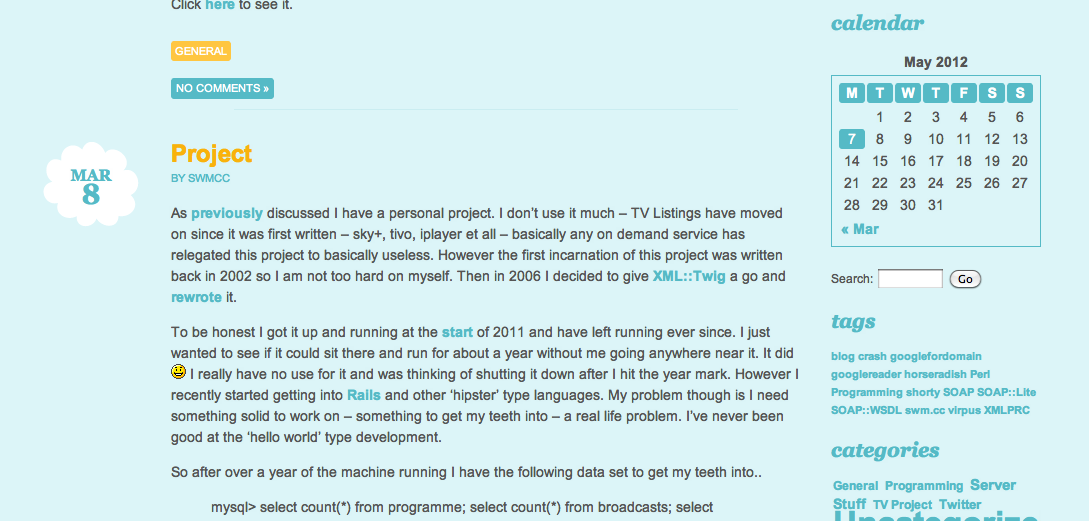 Click here to see it.
GENERAL
NO COMMENTS »
MAR
8
Project
BY SWMCC
As previously discussed I have a personal project. I don't use it much – TV Listings have moved
on since it was first written – sky+, tivo, iplayer et all – basically any on demand service has
relegated this project to basically useless. However the first incarnation of this project was written
back in 2002 so I am not too hard on myself. Then in 2006 I decided to give XML::Twig a go and
rewrote it.
To be honest I got it up and running at the start of 2011 and have left running ever since. I just
wanted to see if it could sit there and run for about a year without me going anywhere near it. It did
I really have no use for it and was thinking of shutting it down after I hit the year mark. However I
recently started getting into Rails and other ‘hipster’ type languages. My problem though is I need
something solid to work on – something to get my teeth into – a real life problem. I've never been
good at the ‘hello world’ type development.
So after over a year of the machine running I have the following data set to get my teeth into..
mysql> select count(*) from programme; select count(*) from broadcasts; select
calendar
May 2012
M T W T F S S
1 2 3 4 5 6
7 8 9 10 11 12 13
14 15 16 17 18 19 20
21 22 23 24 25 26 27
28 29 30 31
« Mar
Search: Go
tags
blog crash googlefordomain
googlereader horseradish Perl
Programming shorty SOAP SOAP::Lite
SOAP::WSDL swm.cc virpus XMLPRC
categories
General Programming Server
Stuff TV Project Twitter
Uncategorize